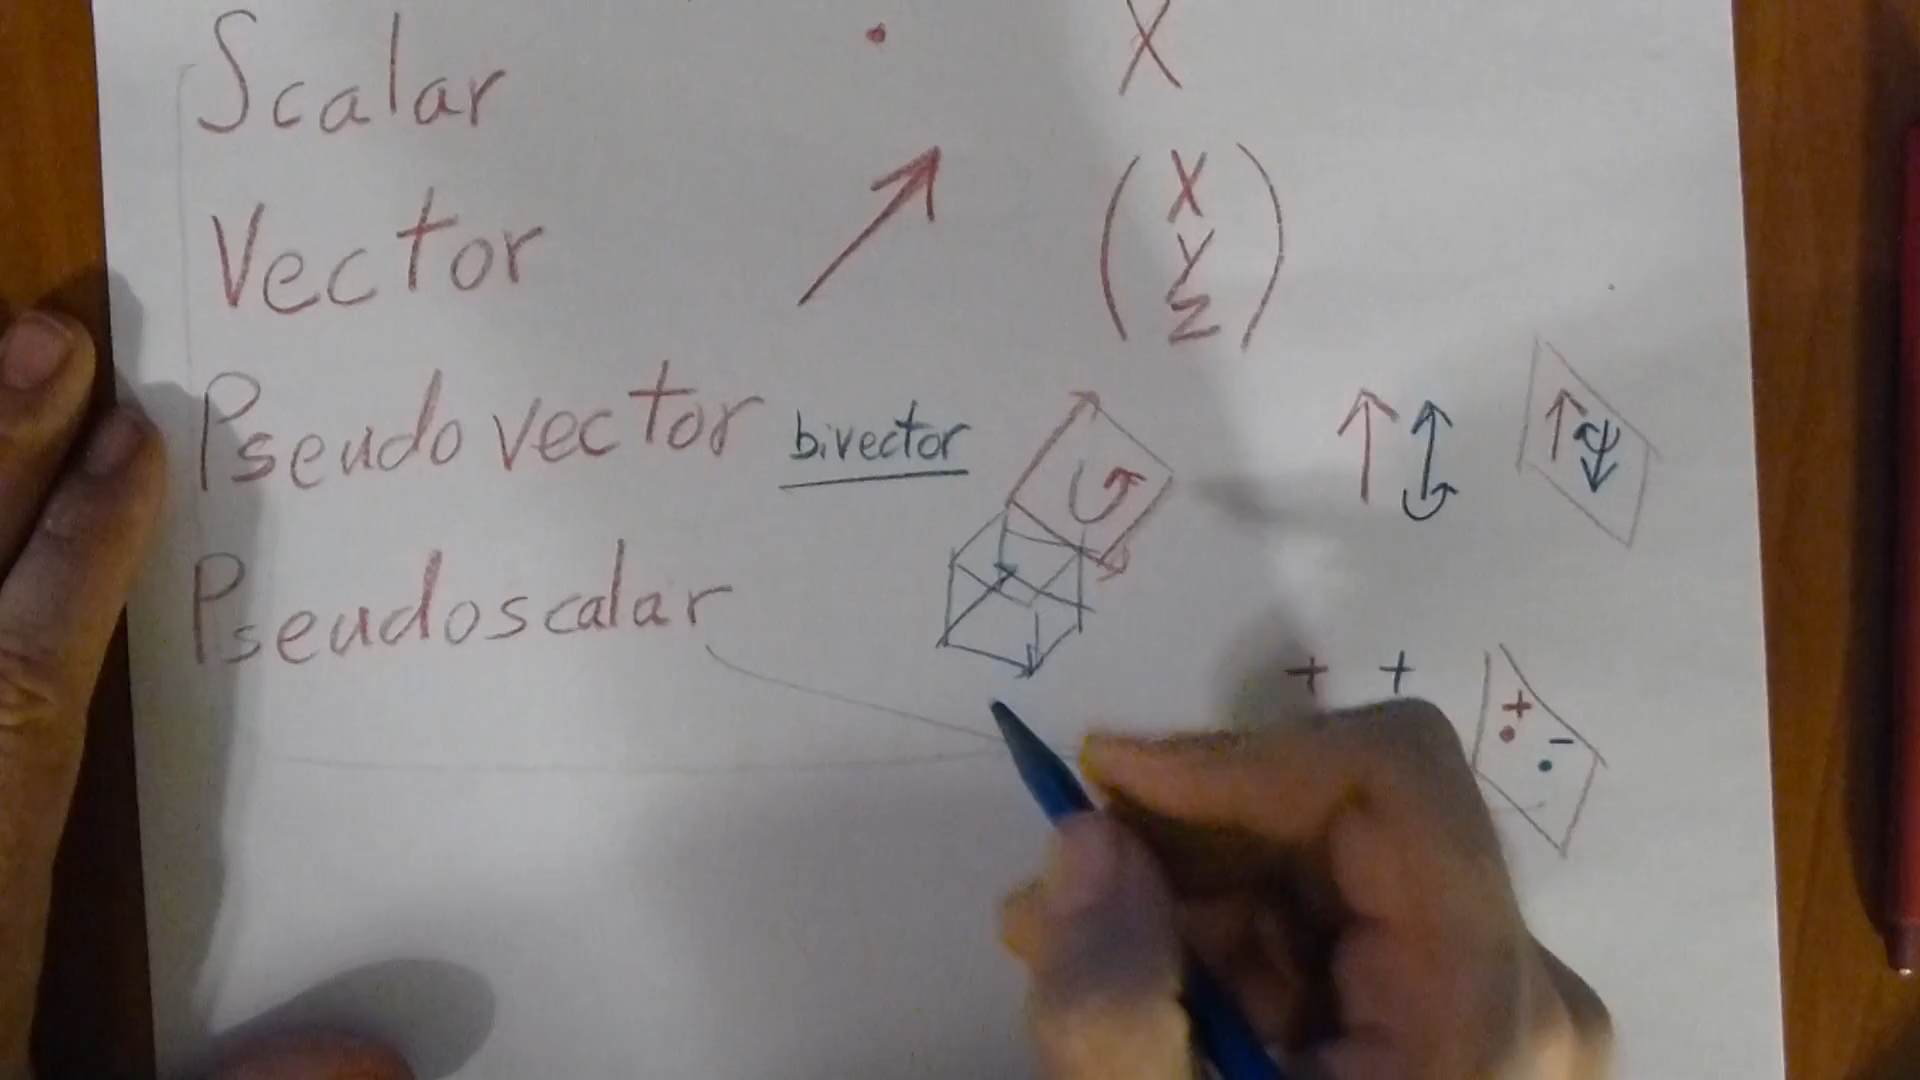 Scalar X
Vector
X
y
z
Pseudovector bivector
Pseudoscalar
+ +
+
-